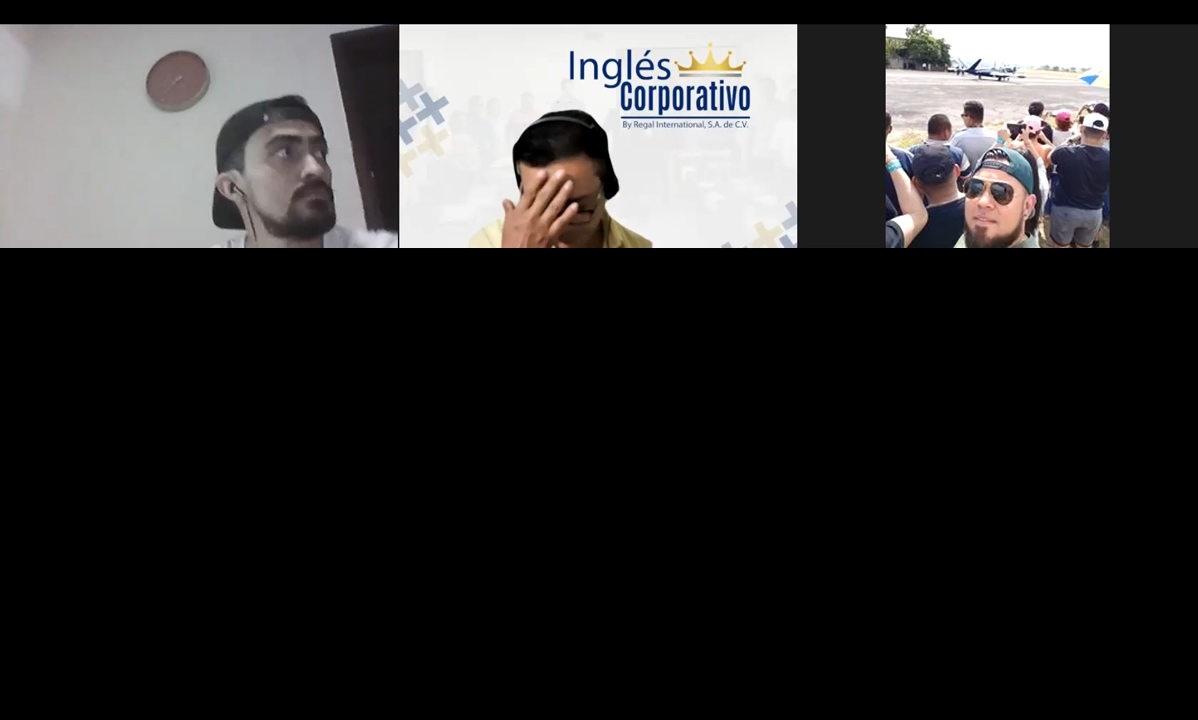 Inglés
Corporativo
By Regal International, S.A. de C.V.